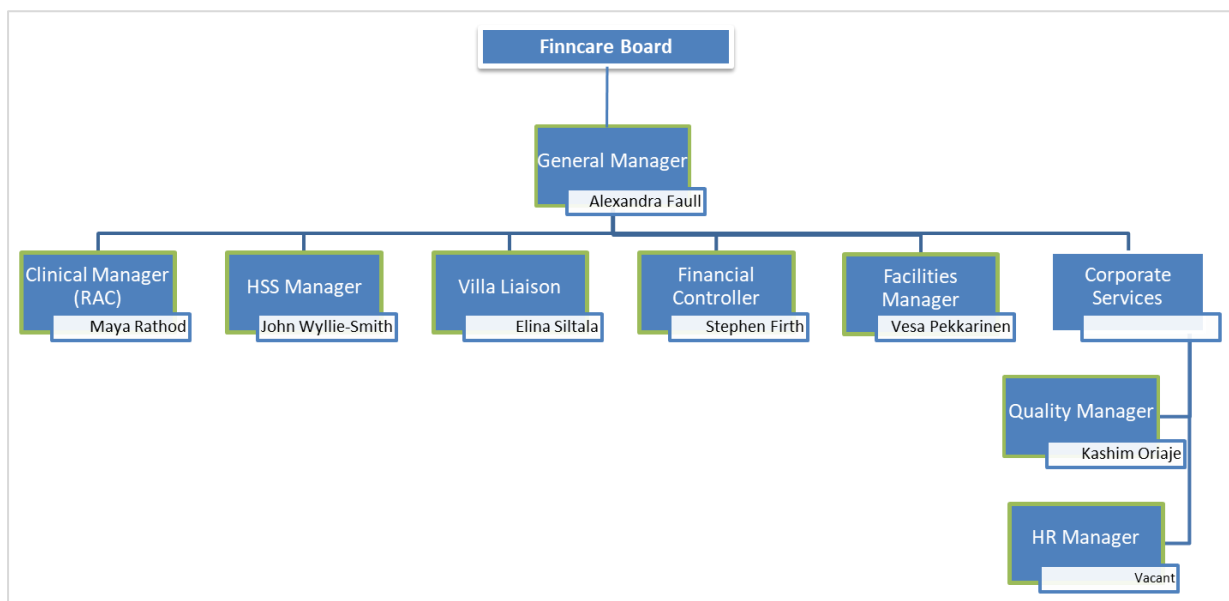 Finncare Board
General Manager
Alexandra Faull
Clinical Manager
(RAC)
Maya Rathod
HSS Manager
John Wyllie-Smith
Villa Liaison
Elina Siltala
Financial
Controller
Stephen Firth
Facilities
Manager
Vesa Pekkarinen
Corporate
Services
Quality Manager
Kashim Oriaje
HR Manager
Vacant